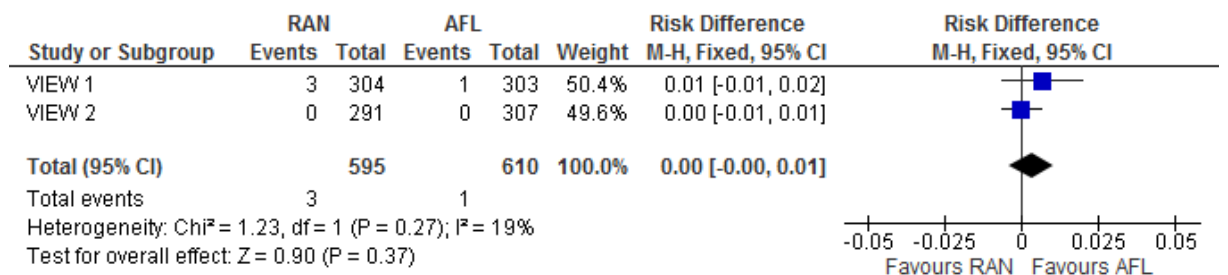 RAN AFL Risk Difference Risk Difference
Study or Subgroup Events Total Events Total Weight M-H, Fixed, 95% CI M-H, Fixed, 95% CI
VIEW 1 3 304 1 303 50.4% 0.01 [-0.01, 0.02]
VIEW 2 0 291 0 307 49.6% 0.00 [-0.01, 0.01]
Total (95% CI) 595 610 100.0% 0.00 [-0.00, 0.01]
Total events 3 1
Heterogeneity: Chi² = 1.23, df = 1 (P = 0.27); I² = 19%
Test for overall effect: Z = 0.90 (P = 0.37)
-0.05 -0.025 0 0.025 0.05
Favours RAN Favours AFL